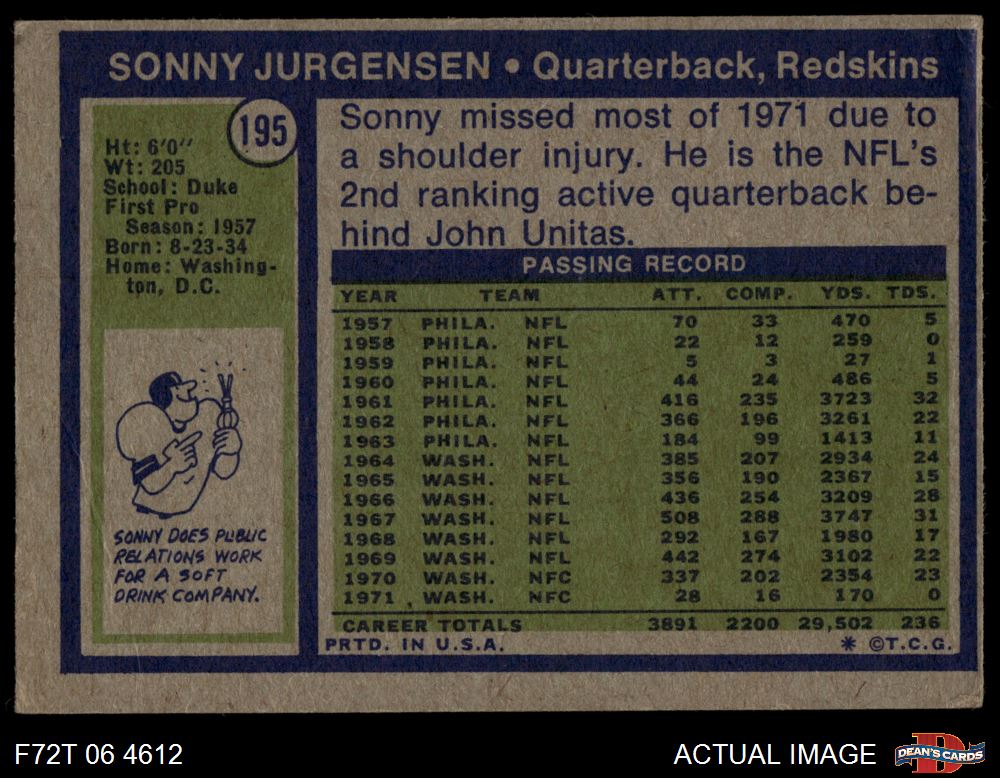 SONNY JURGENSEN • Quarterback, Redskins
195
Ht: 6'0"
Wt: 205
School: Duke
First Pro
Season: 1957
Born: 8-23-34
Home: Washing-
ton, D.C.
SONNY DOES PUBLIC
RELATIONS WORK
FOR A SOFT
DRINK COMPANY.
Sonny missed most of 1971 due to
a shoulder injury. He is the NFL's
2nd ranking active quarterback be-
hind John Unitas.
PASSING RECORD
YEAR TEAM ATT. COMP. YDS. TDS.
1957 PHILA. NFL 70 33 470 5
1958 PHILA. NFL 22 12 259 0
1959 PHILA. NFL 5 3 27 1
1960 PHILA. NFL 44 24 486 5
1961 PHILA. NFL 416 235 3723 32
1962 PHILA. NFL 366 196 3261 22
1963 PHILA. NFL 184 99 1413 11
1964 WASH. NFL 385 207 2934 24
1965 WASH. NFL 356 190 2367 15
1966 WASH. NFL 436 254 3209 28
1967 WASH. NFL 508 288 3747 31
1968 WASH. NFL 292 167 1980 17
1969 WASH. NFL 442 274 3102 22
1970 WASH. NFC 337 202 2354 23
1971 WASH. NFC 28 16 170 0
CAREER TOTALS 3891 2200 29,502 236
PRTD. IN U.S.A. * ©T.C.G.
F72T 06 4612
ACTUAL IMAGE
DEAN'S CARDS